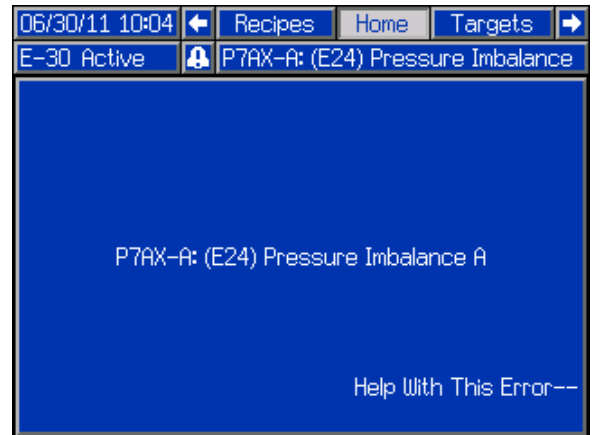 06/30/11 10:04 Recipes Home Targets
E-30 Active P7AX-A: (E24) Pressure Imbalance
P7AX-A: (E24) Pressure Imbalance A
Help With This Error--